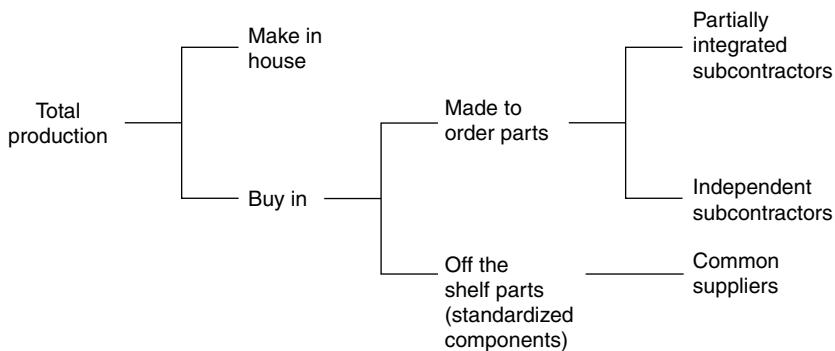 Total
production
Make in
house
Buy in
Made to
order parts
Off the
shelf parts
(standardized
components)
Partially
integrated
subcontractors
Independent
subcontractors
Common
suppliers